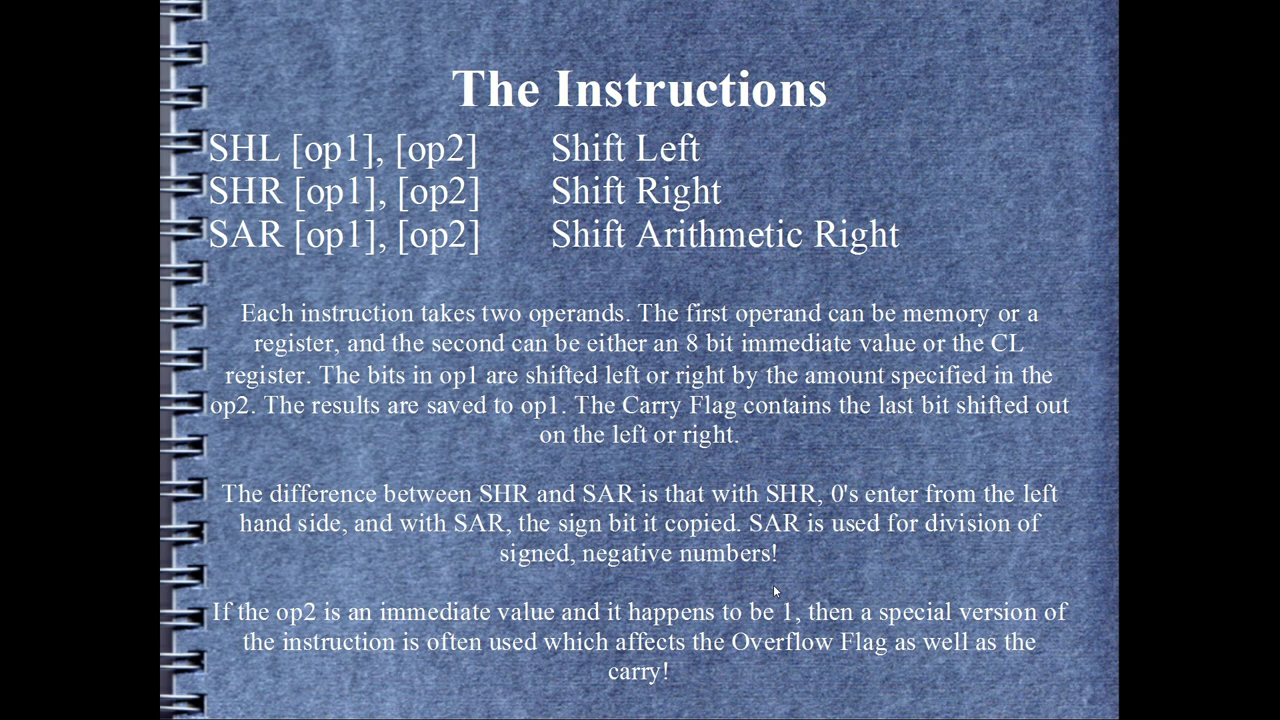 The Instructions
SHL [op1], [op2] Shift Left
SHR [op1], [op2] Shift Right
SAR [op1], [op2] Shift Arithmetic Right
Each instruction takes two operands. The first operand can be memory or a
register, and the second can be either an 8 bit immediate value or the CL
register. The bits in op1 are shifted left or right by the amount specified in the
op2. The results are saved to op1. The Carry Flag contains the last bit shifted out
on the left or right.
The difference between SHR and SAR is that with SHR, 0's enter from the left
hand side, and with SAR, the sign bit it copied. SAR is used for division of
signed, negative numbers!
If the op2 is an immediate value and it happens to be 1, then a special version of
the instruction is often used which affects the Overflow Flag as well as the
carry!